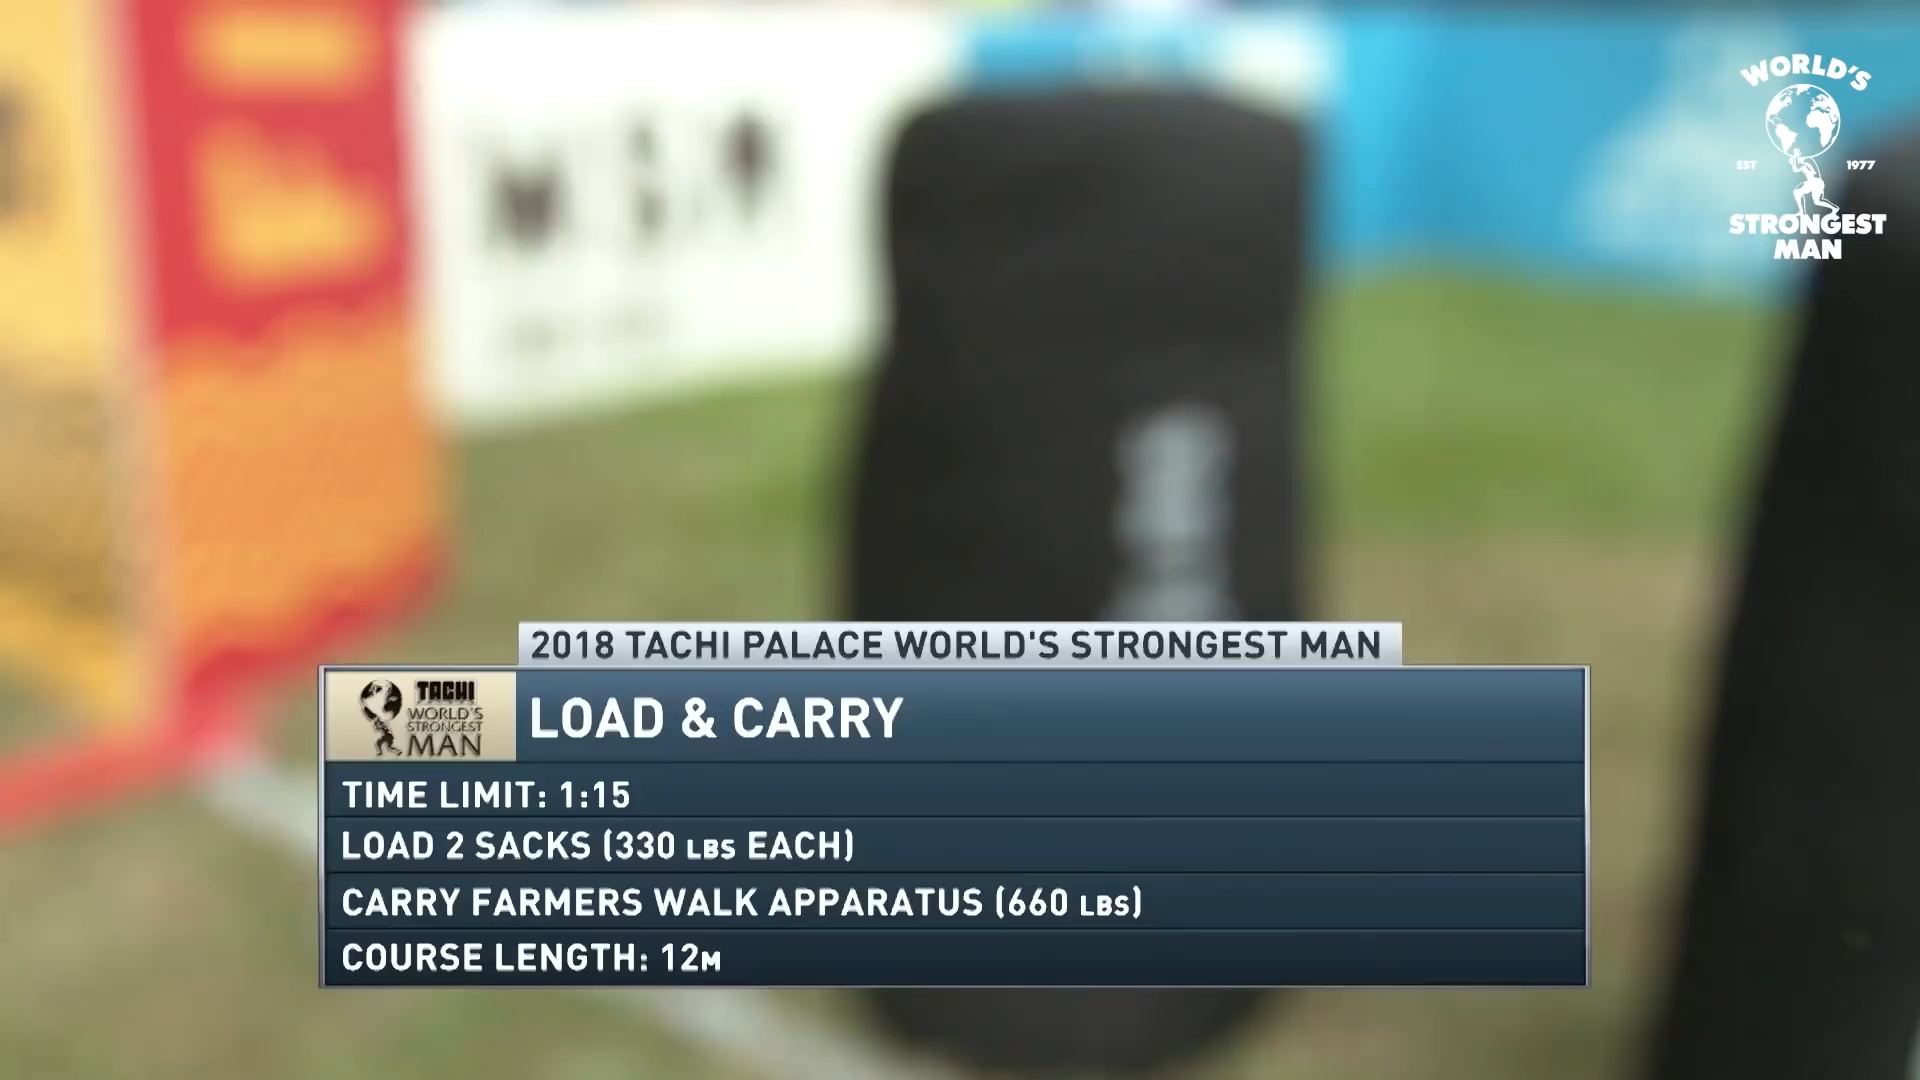 WORLD'S
EST 1977
STRONGEST
MAN
2018 TACHI PALACE WORLD'S STRONGEST MAN
TACHI
WORLD'S
STRONGEST
MAN
LOAD & CARRY
TIME LIMIT: 1:15
LOAD 2 SACKS (330 LBS EACH)
CARRY FARMERS WALK APPARATUS (660 LBS)
COURSE LENGTH: 12M